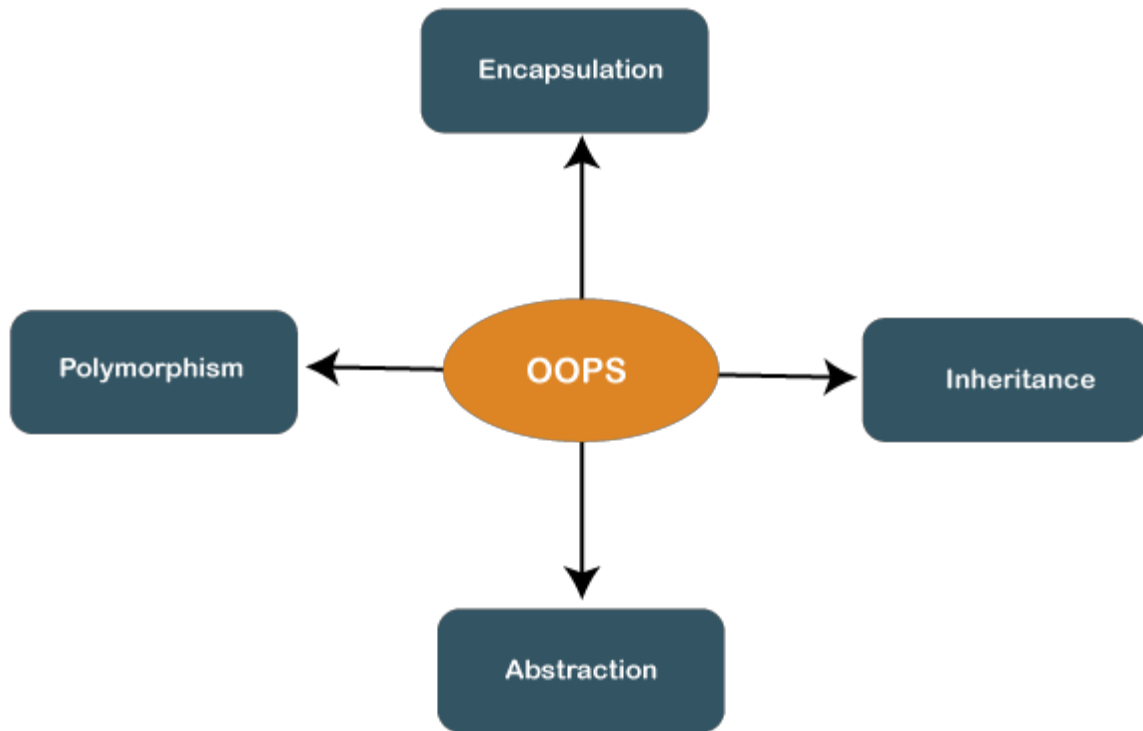 Encapsulation
Polymorphism
OOPS
Inheritance
Abstraction